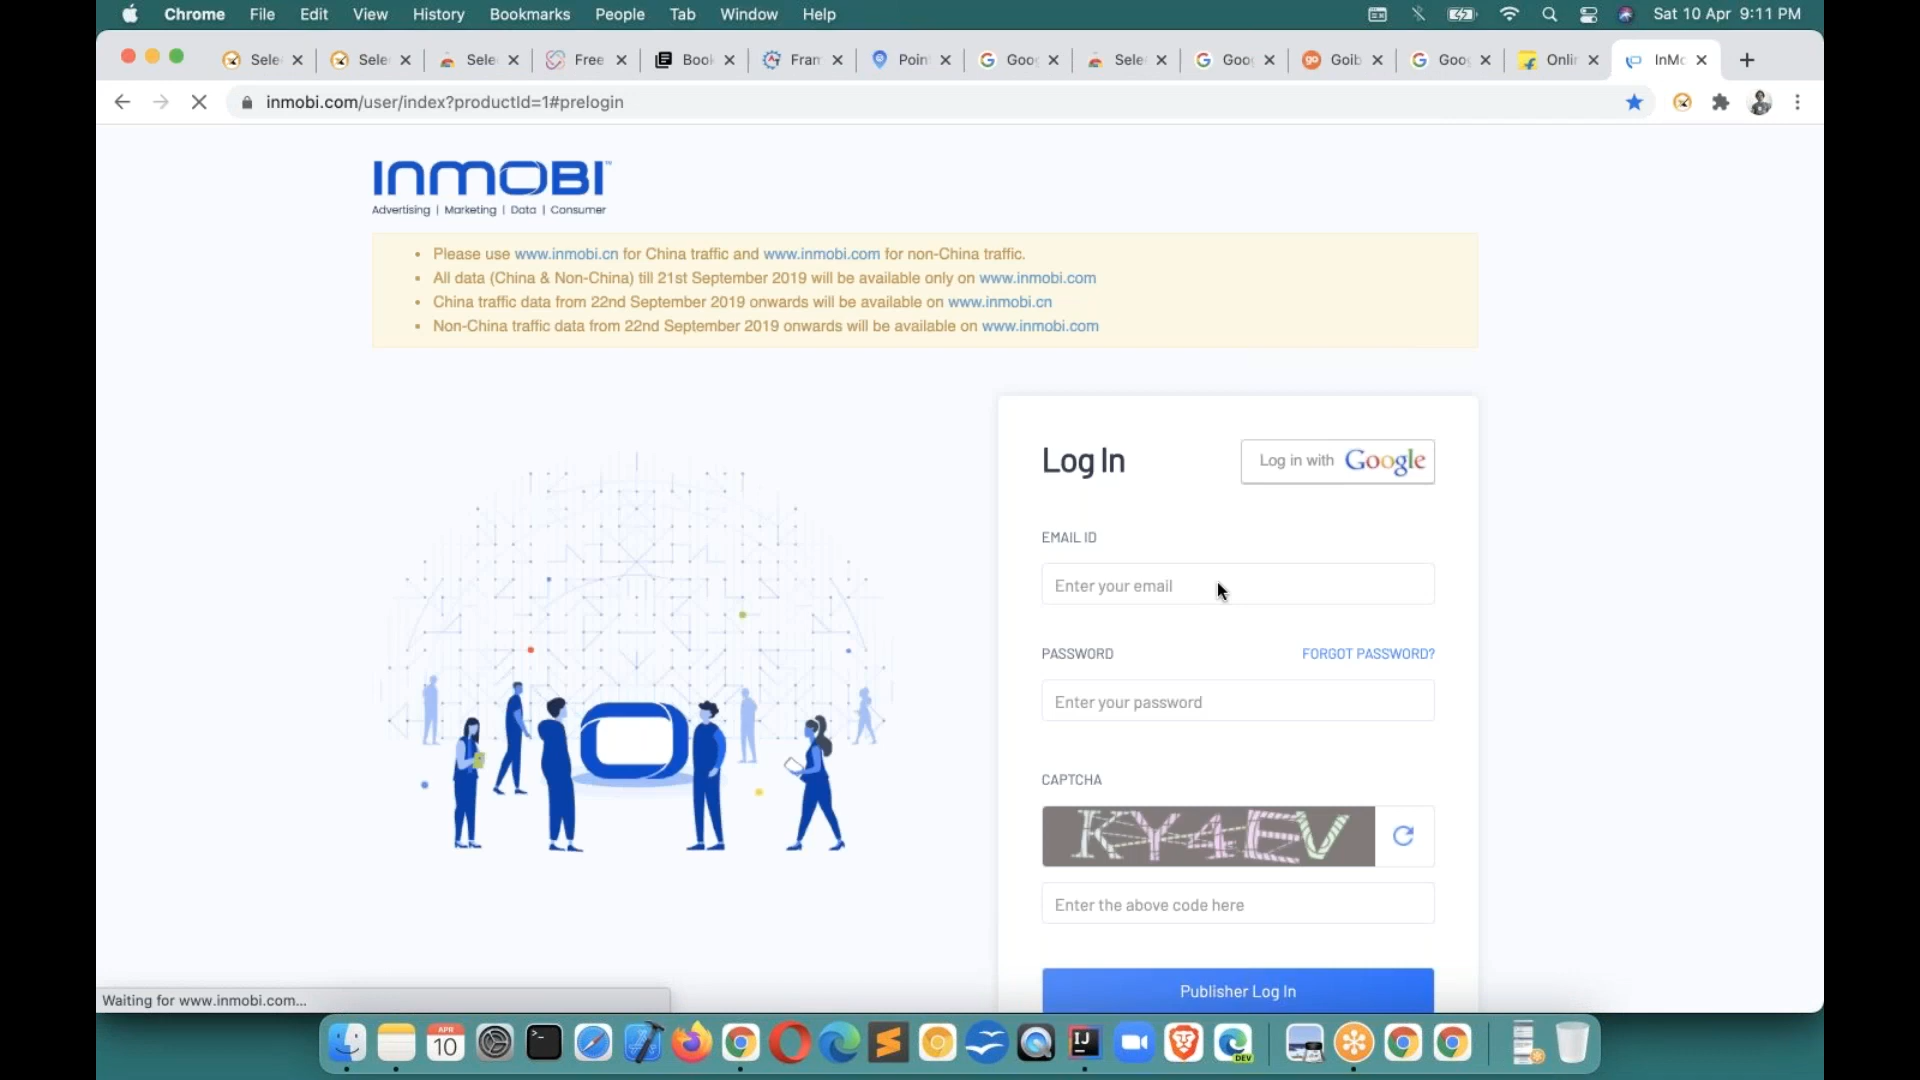 Chrome File Edit View History Bookmarks People Tab Window Help Sat 10 Apr 9:11 PM
Sele Sele Sele Free Boo Fram Poin Goo Sele Goo Goib Goo Onlin InMo
inmobi.com/user/index?productId=1#prelogin
INMOBI™
Advertising | Marketing | Data | Consumer
• Please use www.inmobi.cn for China traffic and www.inmobi.com for non-China traffic.
• All data (China & Non-China) till 21st September 2019 will be available only on www.inmobi.com
• China traffic data from 22nd September 2019 onwards will be available on www.inmobi.cn
• Non-China traffic data from 22nd September 2019 onwards will be available on www.inmobi.com
Log In
Log in with Google
EMAIL ID
Enter your email
PASSWORD FORGOT PASSWORD?
Enter your password
CAPTCHA
KY4EV
Enter the above code here
Publisher Log In
Waiting for www.inmobi.com...
APR
10
IJ
DEV